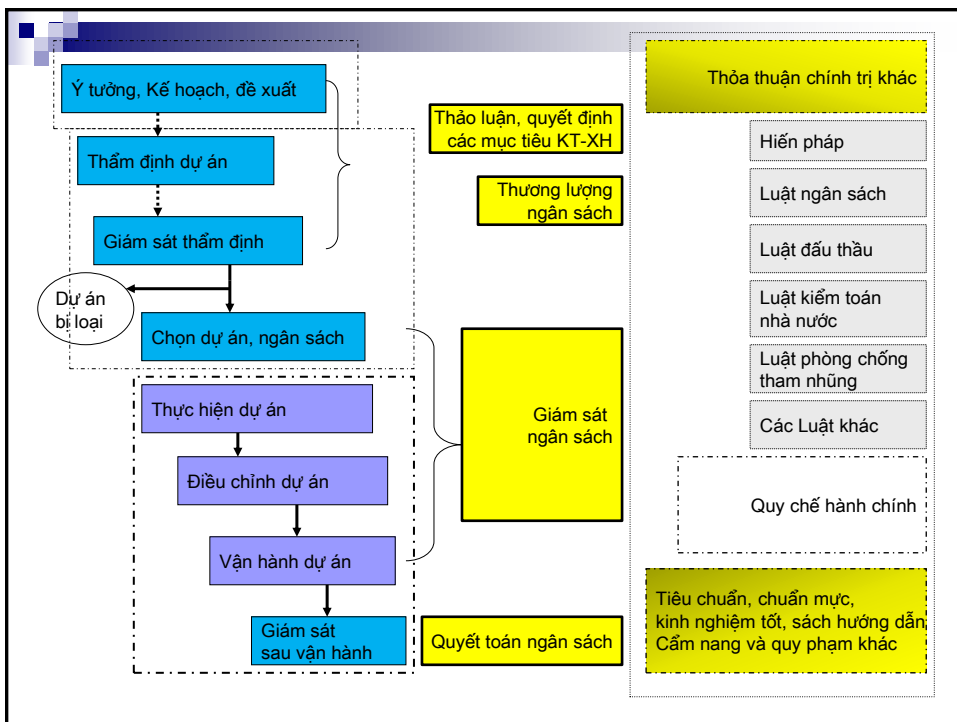 Ý tưởng, Kế hoạch, đề xuất
Thẩm định dự án
Giám sát thẩm định
Dự án
bị loại
Chọn dự án, ngân sách
Thực hiện dự án
Điều chỉnh dự án
Vận hành dự án
Giám sát
sau vận hành
Thảo luận, quyết định
các mục tiêu KT-XH
Thương lượng
ngân sách
Giám sát
ngân sách
Quyết toán ngân sách
Thỏa thuận chính trị khác
Hiến pháp
Luật ngân sách
Luật đấu thầu
Luật kiểm toán
nhà nước
Luật phòng chống
tham nhũng
Các Luật khác
Quy chế hành chính
Tiêu chuẩn, chuẩn mực,
kinh nghiệm tốt, sách hướng dẫn
Cẩm nang và quy phạm khác